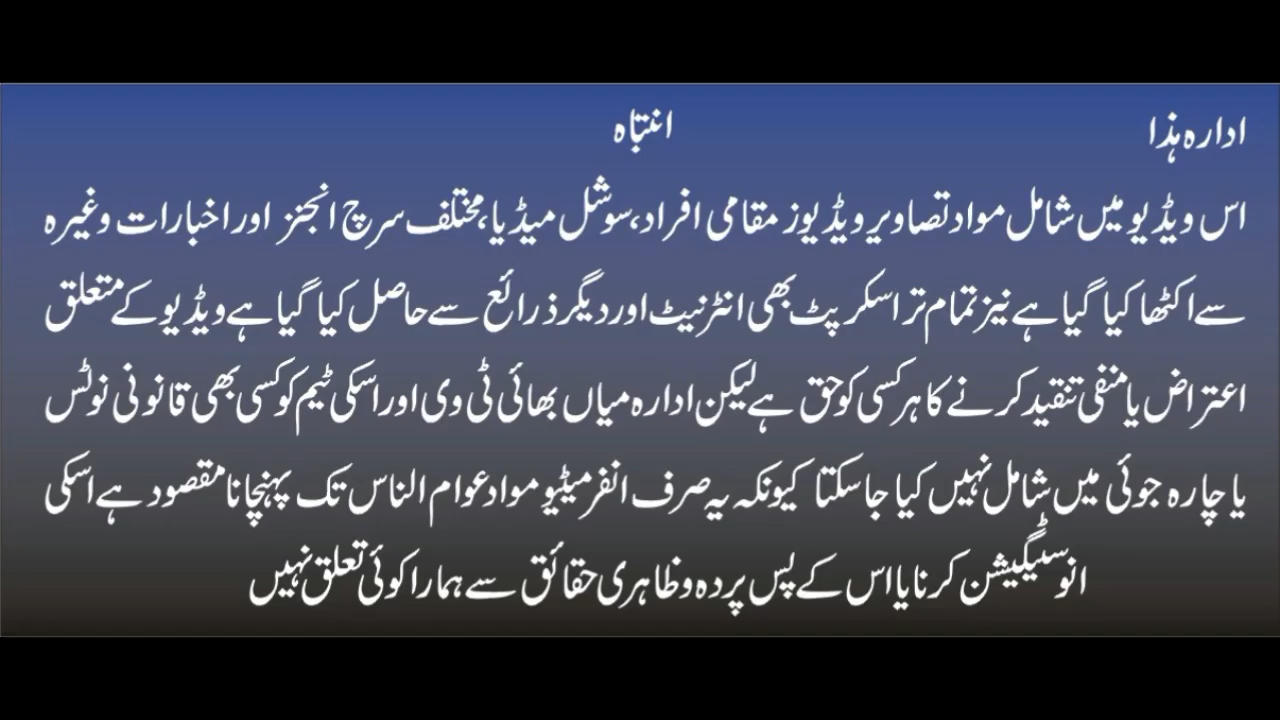 ادارہ ہذا انتباہ
اس ویڈیو میں شامل مواد تصاویر ویڈیوز مقامی افراد، سوشل میڈیا، مختلف سرچ انجنز اور اخبارات وغیرہ
سے اکٹھا کیا گیا ہے نیز تمام تر اسکرپٹ بھی انٹرنیٹ اور دیگر ذرائع سے حاصل کیا گیا ہے ویڈیو کے متعلق
اعتراض یا منفی تنقید کرنے کا ہر کسی کو حق ہے لیکن ادارہ میاں بھائی ٹی وی اور اسکی ٹیم کو کسی بھی قانونی نوٹس
یا چارہ جوئی میں شامل نہیں کیا جا سکتا کیونکہ یہ صرف انفرمیٹیو مواد عوام الناس تک پہنچانا مقصود ہے اسکی
انوسٹیگیشن کرنا یا اس کے پس پردہ و ظاہری حقائق سے ہمارا کوئی تعلق نہیں